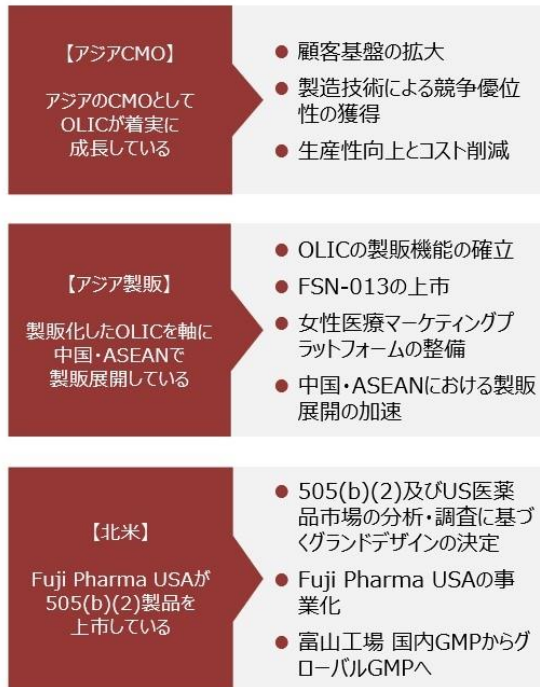 【アジアCMO】
アジアのCMOとして
OLICが着実に
成長している
● 顧客基盤の拡大
● 製造技術による競争優位
性の獲得
● 生産性向上とコスト削減
【アジア製販】
製販化したOLICを軸に
中国・ASEANで
製販展開している
● OLICの製販機能の確立
● FSN-013の上市
● 女性医療マーケティングプ
ラットフォームの整備
● 中国・ASEANにおける製販
展開の加速
【北米】
Fuji Pharma USAが
505(b)(2)製品を
上市している
● 505(b)(2)及びUS医薬
品市場の分析・調査に基づ
くグランドデザインの決定
● Fuji Pharma USAの事
業化
● 富山工場 国内GMPからグ
ローバルGMPへ